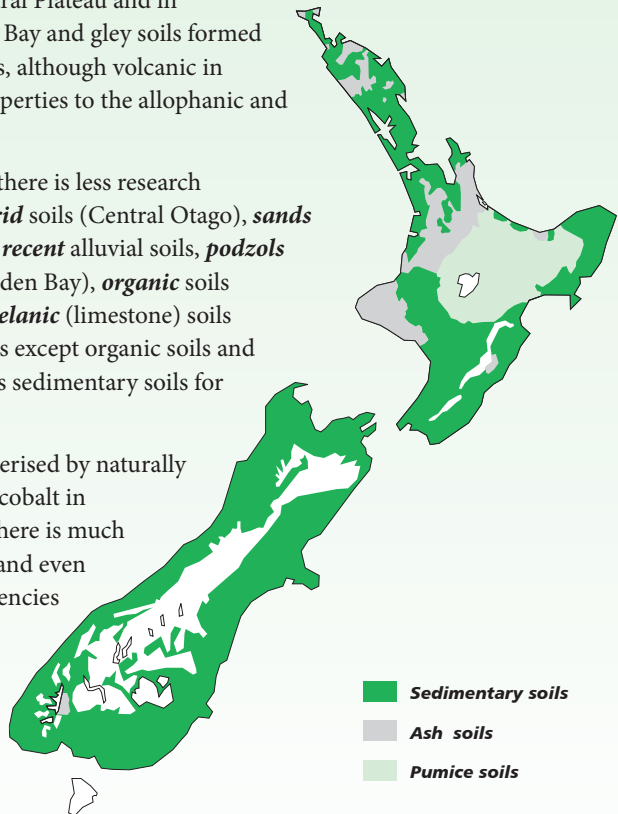 ral Plateau and in
Bay and gley soils formed
s, although volcanic in
perties to the allophanic and
there is less research
rid soils (Central Otago), sands
recent alluvial soils, podzols
den Bay), organic soils
elanic (limestone) soils
s except organic soils and
s sedimentary soils for
erised by naturally
cobalt in
here is much
and even
encies
Sedimentary soils
Ash soils
Pumice soils